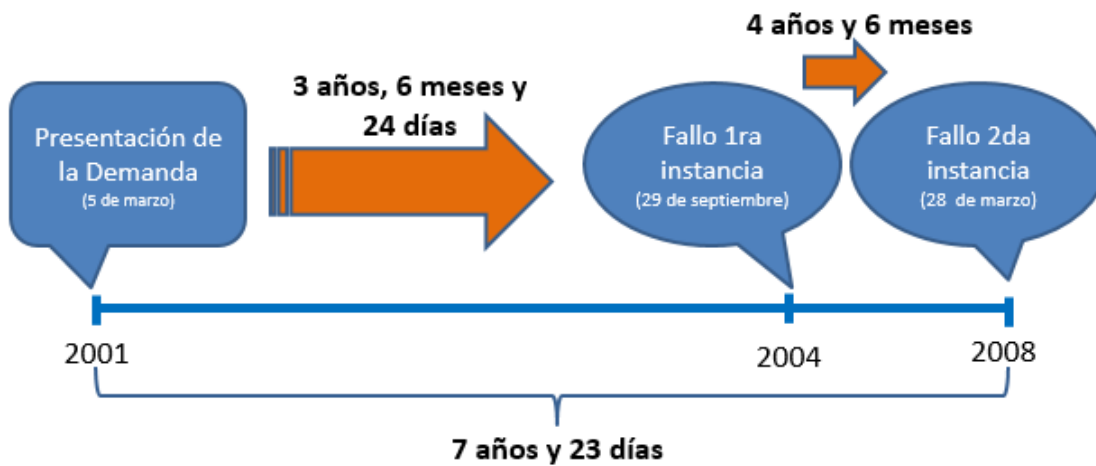 4 años y 6 meses
3 años, 6 meses y
24 días
Presentación de
la Demanda
(5 de marzo)
Fallo 1ra
instancia
(29 de septiembre)
Fallo 2da
instancia
(28 de marzo)
2001
2004
2008
7 años y 23 días